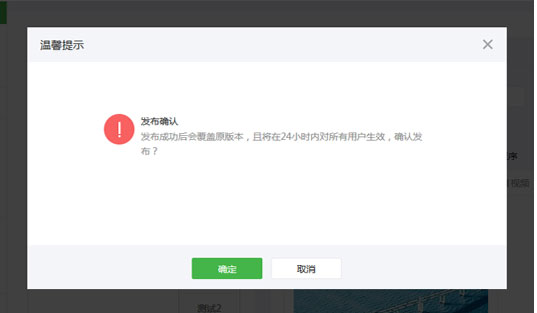 温馨提示
发布确认
发布成功后会覆盖原版本，且将在24小时内对所有用户生效，确认发
布？
序
视频
确定
取消
测试2